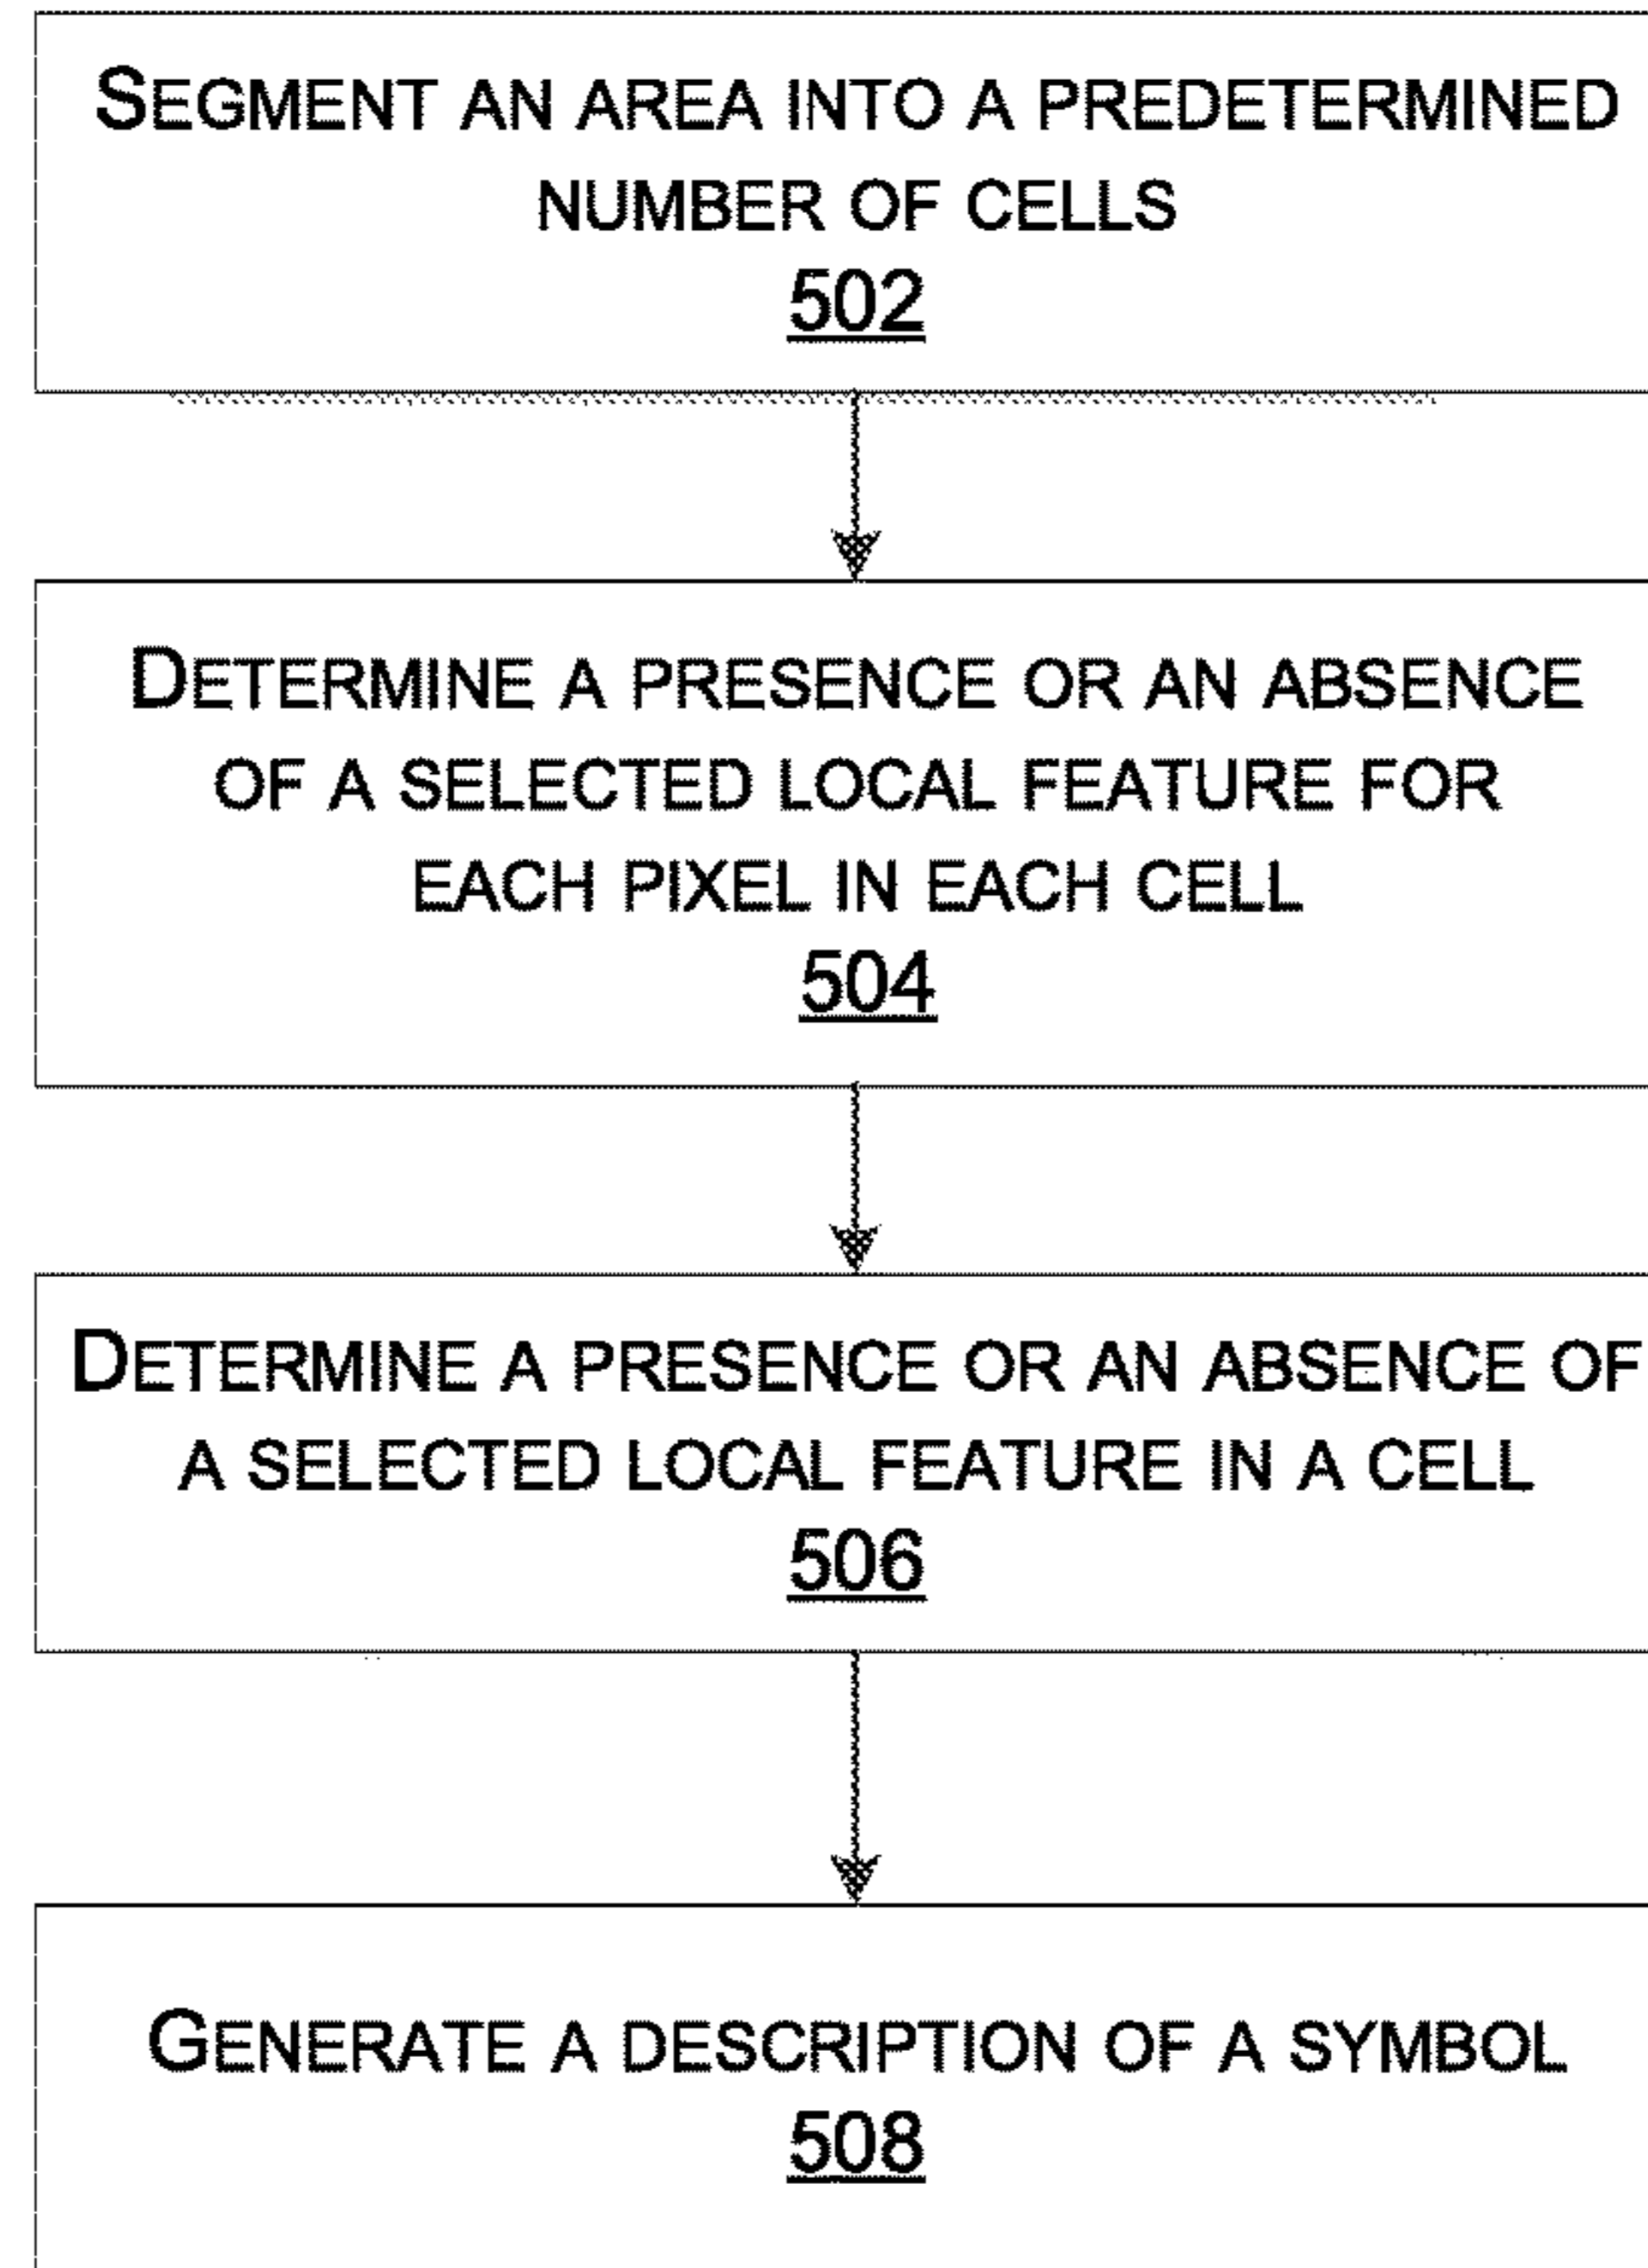 SEGMENT AN AREA INTO A PREDETERMINED
NUMBER OF CELLS
502
DETERMINE A PRESENCE OR AN ABSENCE
OF A SELECTED LOCAL FEATURE FOR
EACH PIXEL IN EACH CELL
504
DETERMINE A PRESENCE OR AN ABSENCE OF
A SELECTED LOCAL FEATURE IN A CELL
506
GENERATE A DESCRIPTION OF A SYMBOL
508